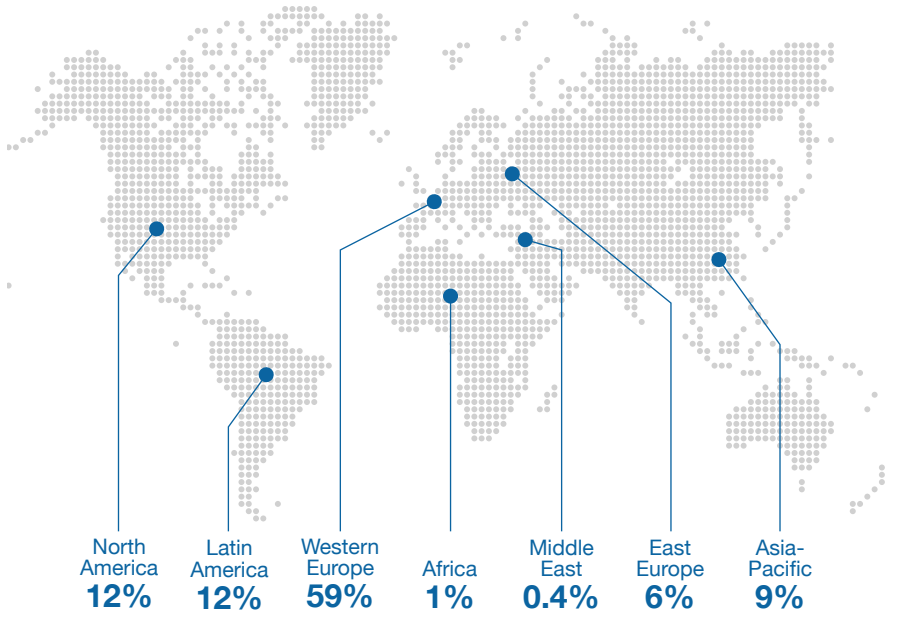 North
America
12%
Latin
America
12%
Western
Europe
59%
Africa
1%
Middle
East
0.4%
East
Europe
6%
Asia-
Pacific
9%